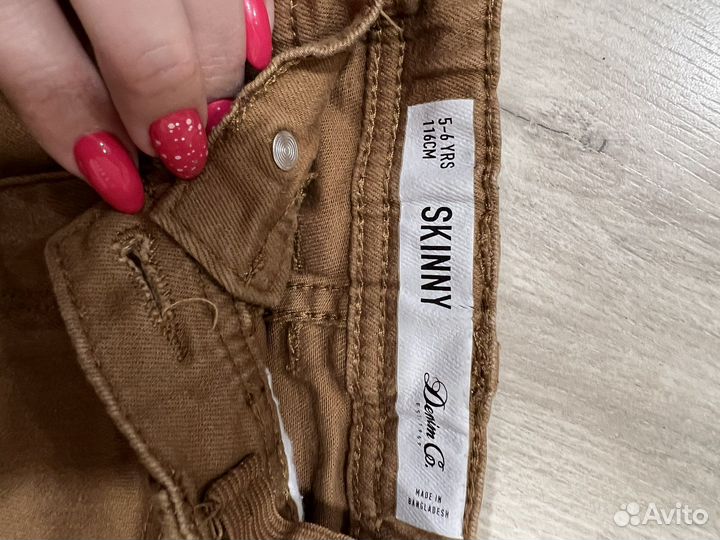 5-6 YRS
116CM
SKINNY
Denim Co.
EST. 1969
MADE IN
BANGLADESH
Avito